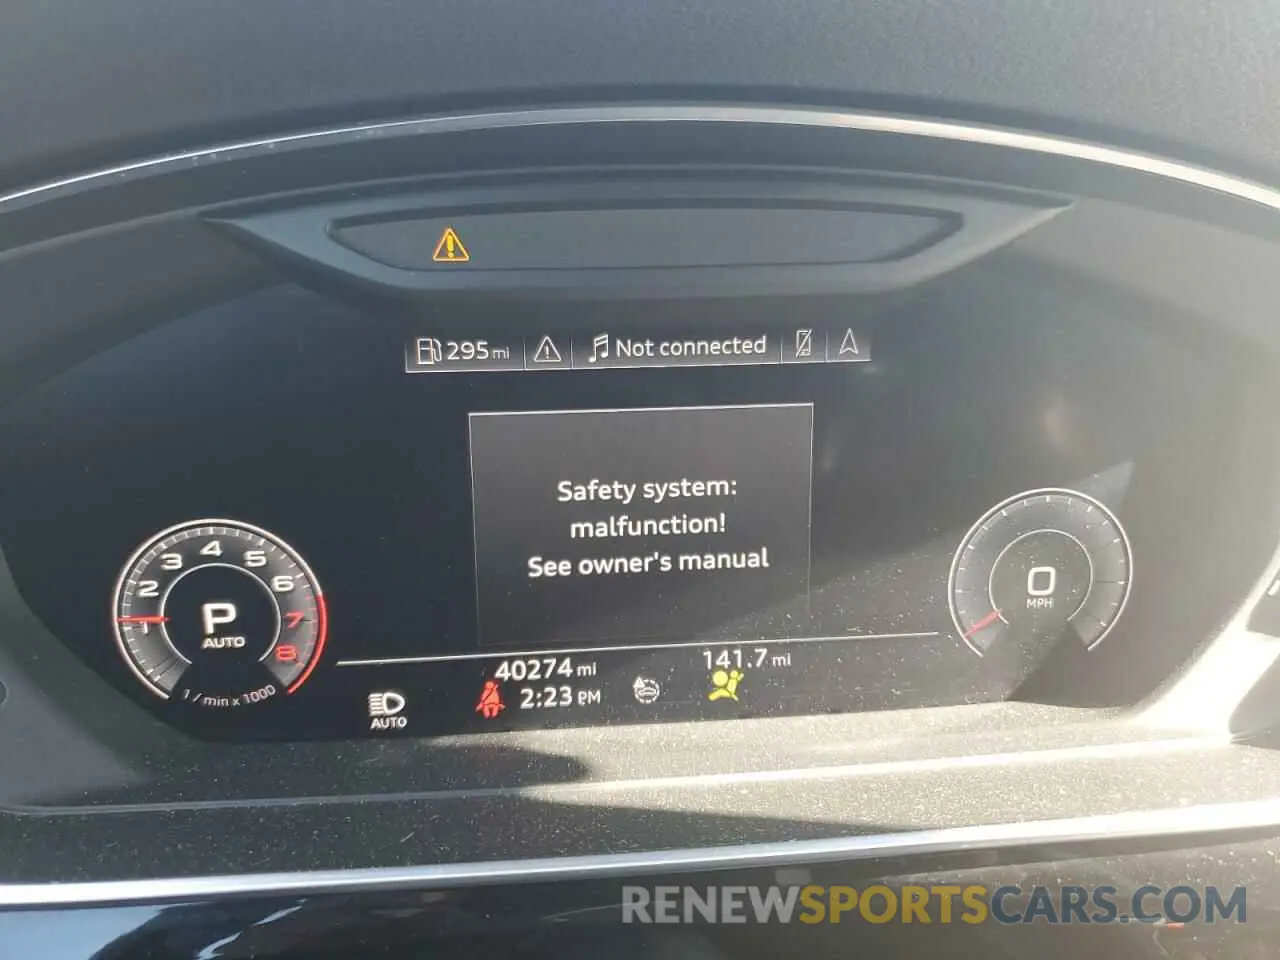 295 mi
Not connected
Safety system:
malfunction!
See owner's manual
1 2 3 4 5 6 7 8
P
AUTO
1 / min x 1000
0
MPH
40274 mi
141.7 mi
2:23 PM
AUTO
RENEWSPORTSCARS.COM